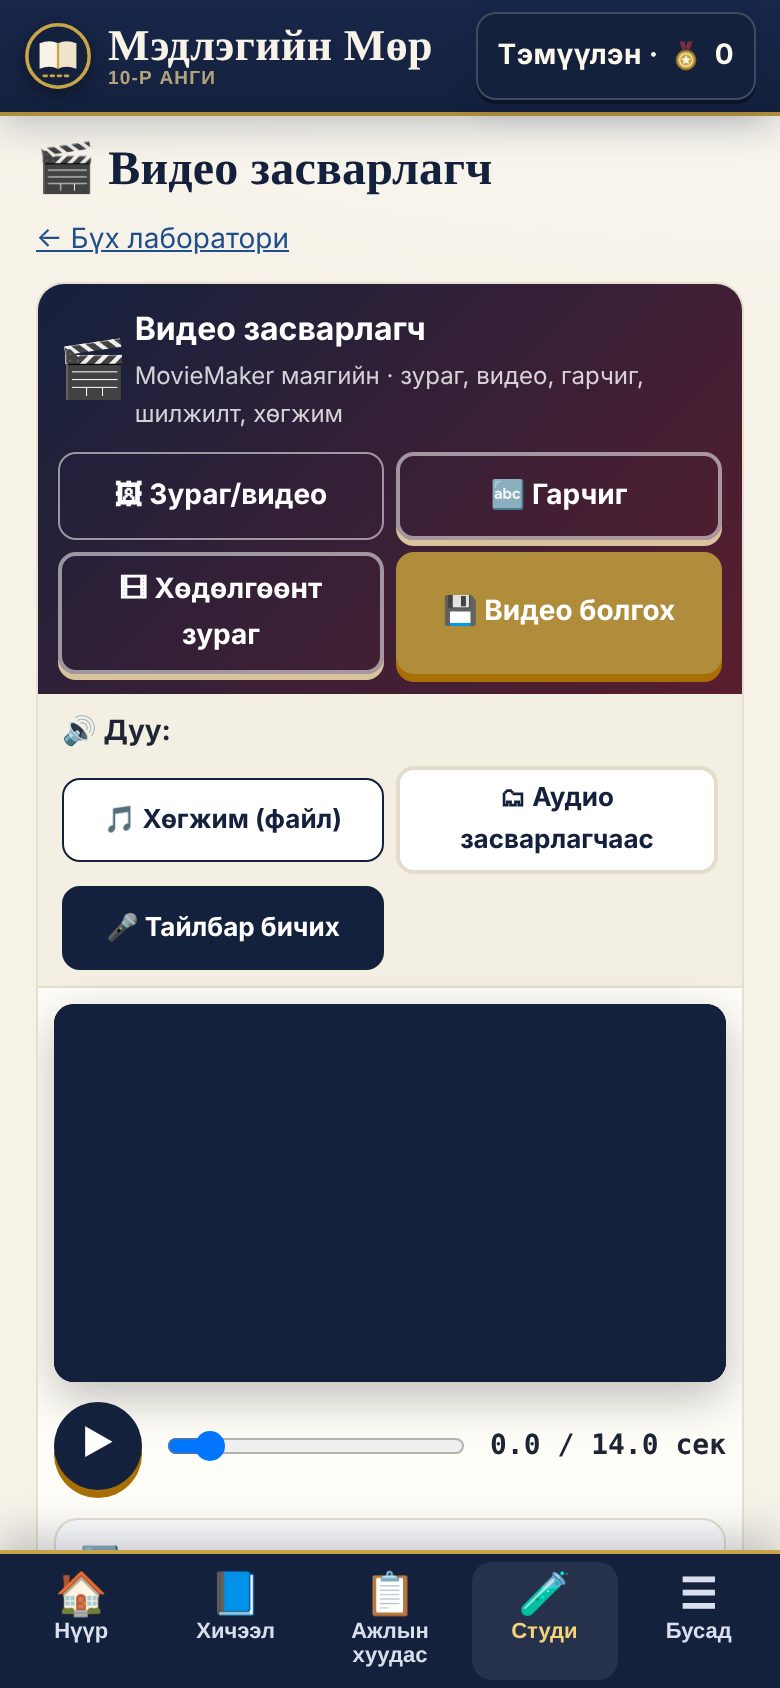 Мэдлэгийн Мөр
10-Р АНГИ
Тэмүүлэн · 🏅 0
🎬 Видео засварлагч
← Бүх лаборатори
Видео засварлагч
MovieMaker маягийн · зураг, видео, гарчиг,
шилжилт, хөгжим
🖼 Зураг/видео
🔤 Гарчиг
🎞 Хөдөлгөөнт
зураг
💾 Видео болгох
🔊 Дуу:
🎵 Хөгжим (файл)
🗂 Аудио
засварлагчаас
🎤 Тайлбар бичих
0.0 / 14.0 сек
Нүүр
Хичээл
Ажлын
хуудас
Студи
Бусад